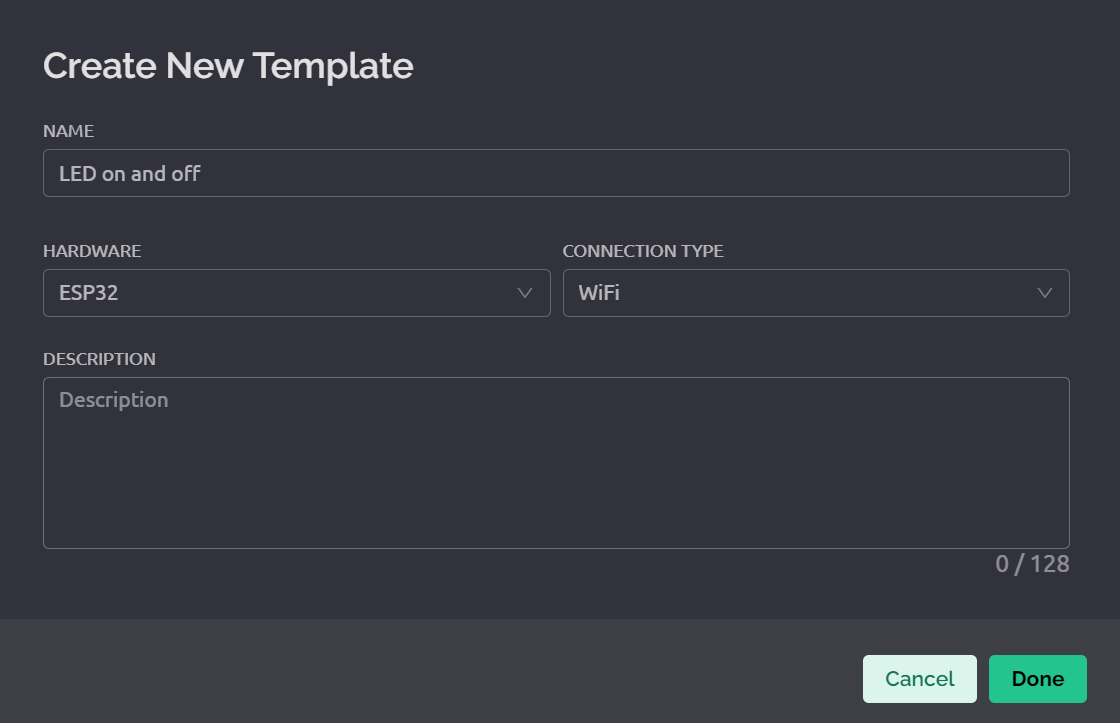 Create New Template
NAME
LED on and off
HARDWARE
CONNECTION TYPE
ESP32
WiFi
DESCRIPTION
Description
0 / 128
Cancel
Done